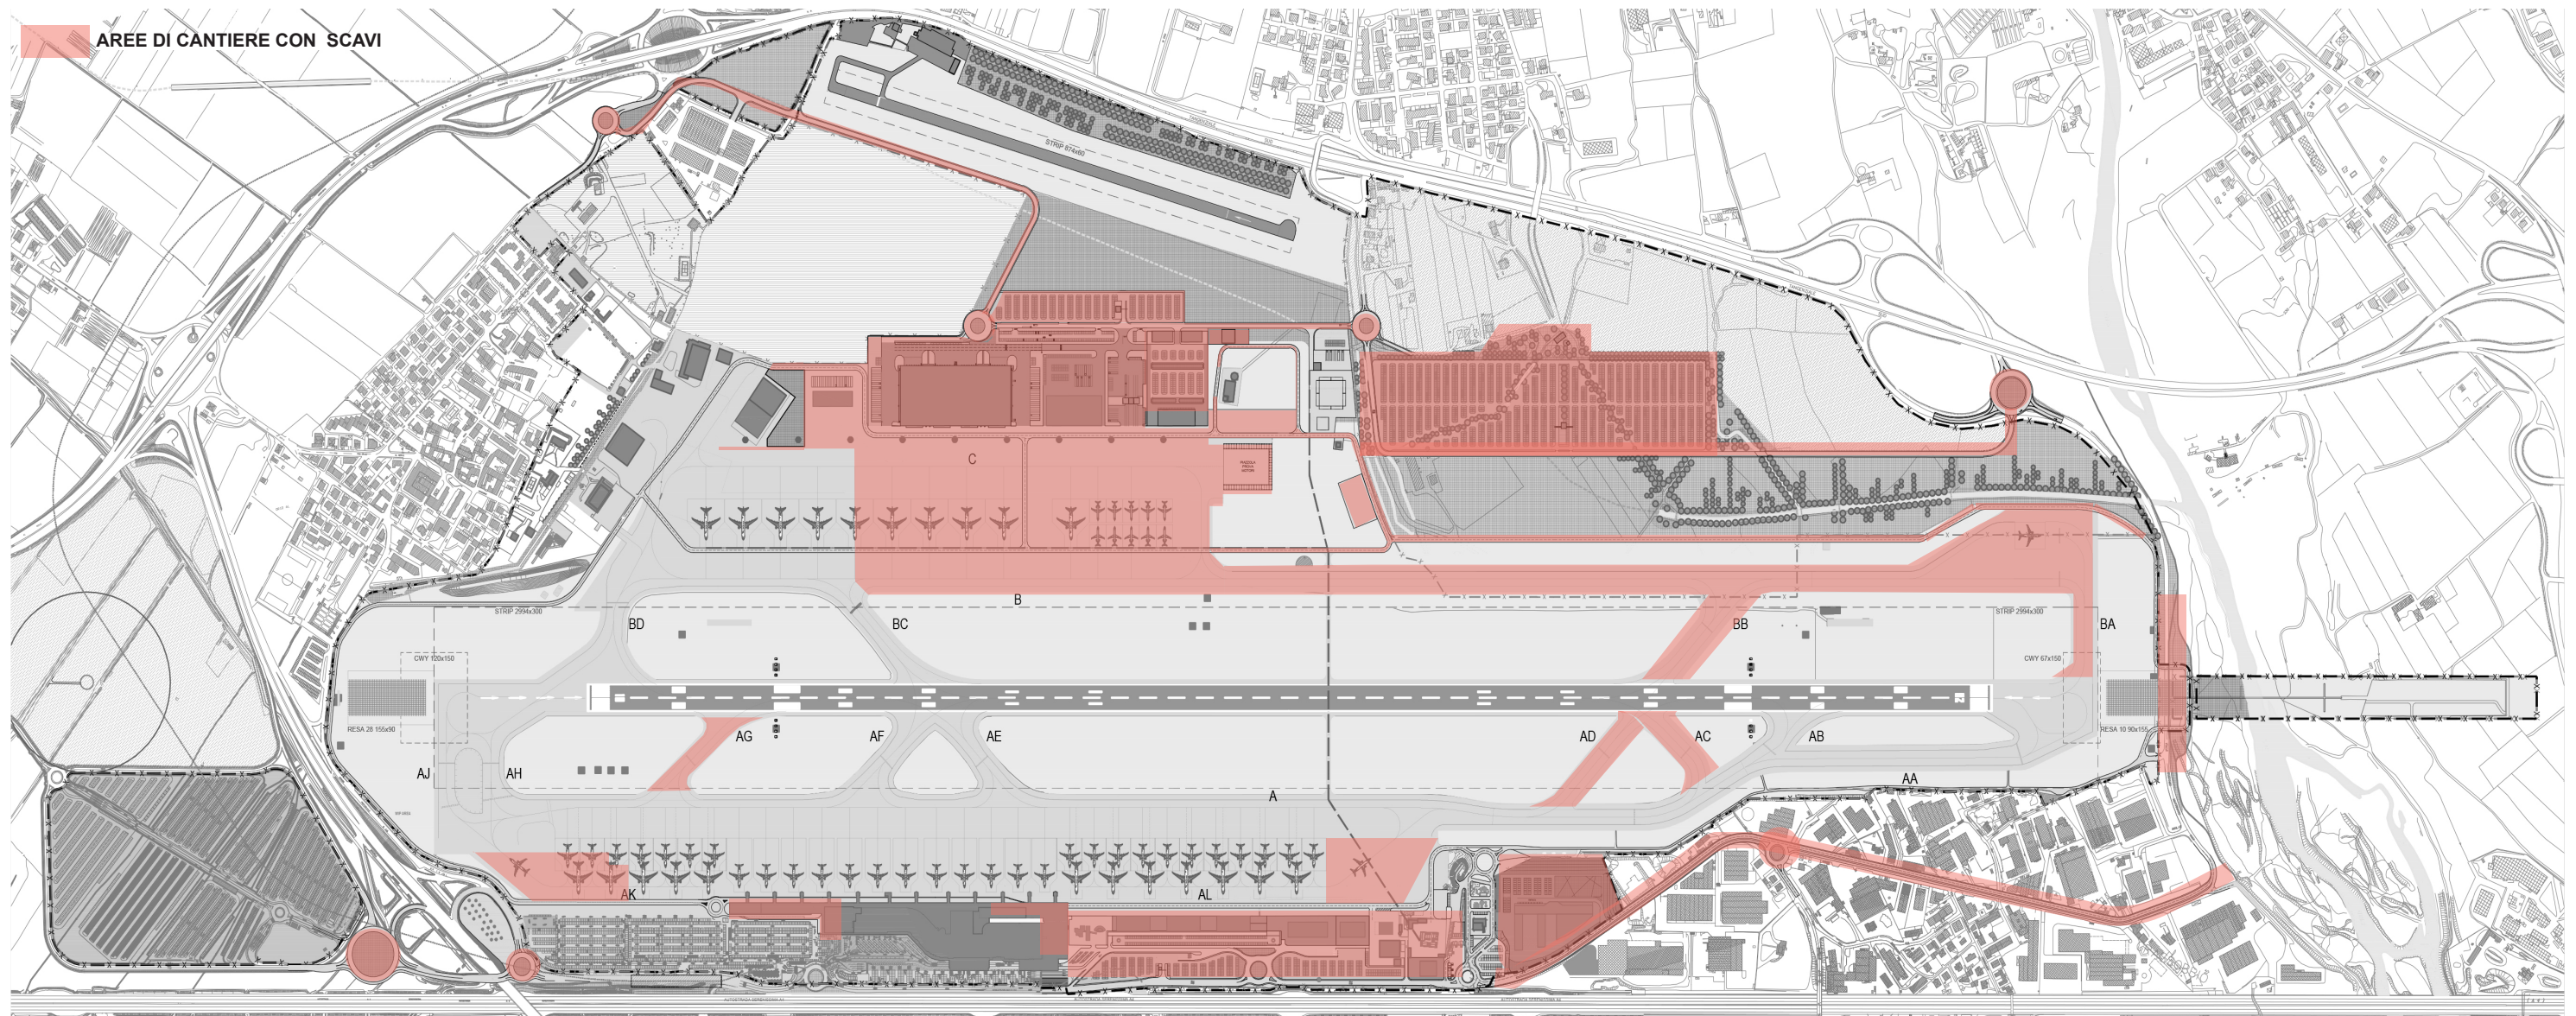 AREE DI CANTIERE CON  SCAVI
STRIP 874x60
C
B
STRIP 2994x300
STRIP 2994x300
BD
BC
BB
BA
CWY 120x150
CWY 67x150
RESA 28 155x90
RESA 10 90x155
AG
AF
AE
AD
AC
AB
AJ
AH
AA
A
AK
AL